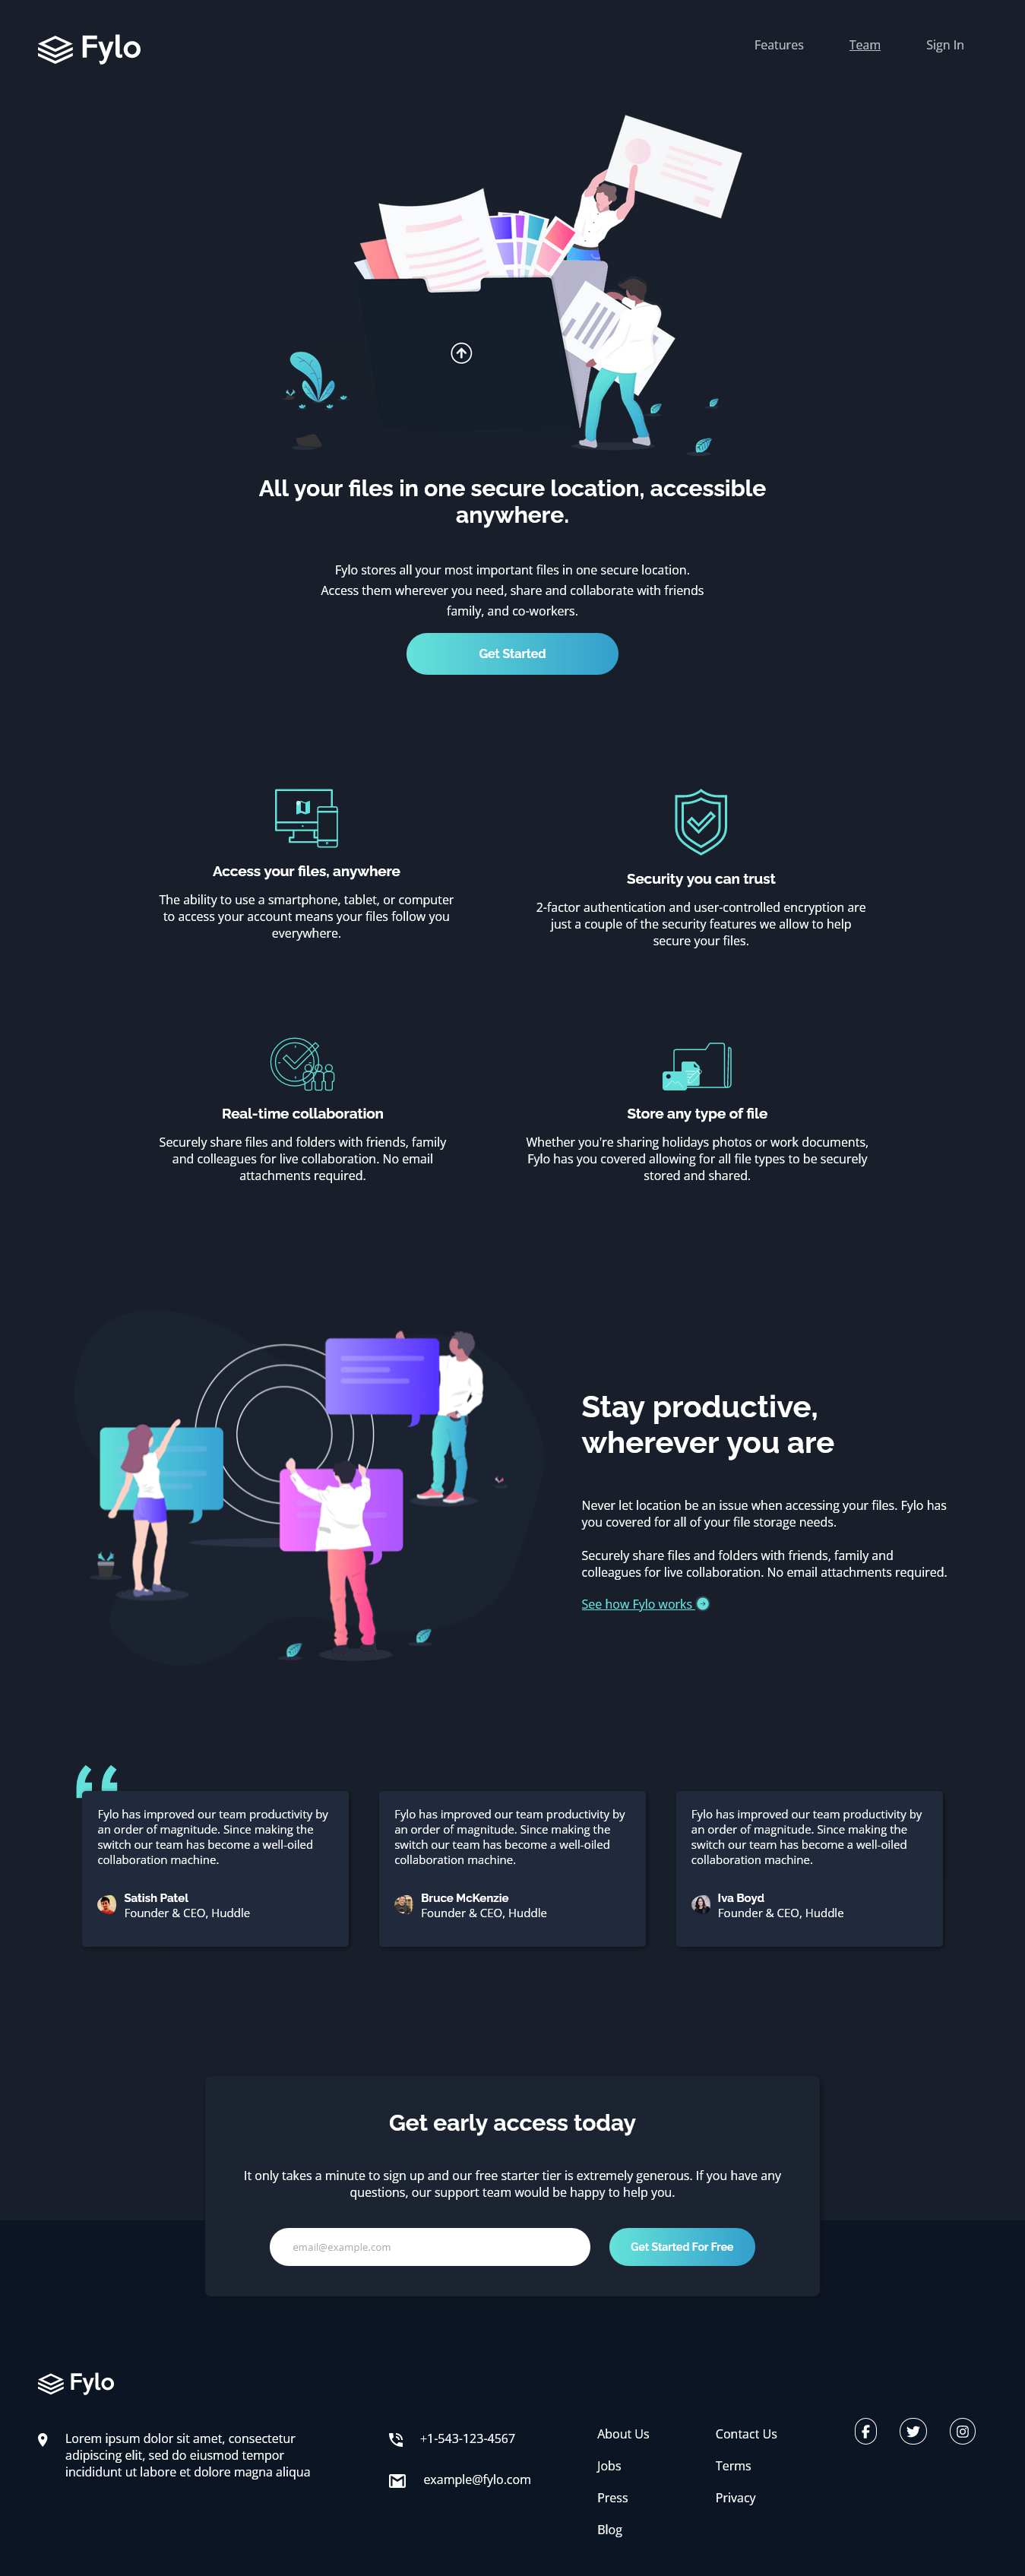 Fylo
Features
Team
Sign In
All your files in one secure location, accessible
anywhere.
Fylo stores all your most important files in one secure location.
Access them wherever you need, share and collaborate with friends
family, and co-workers.
Get Started
Access your files, anywhere
The ability to use a smartphone, tablet, or computer
to access your account means your files follow you
everywhere.
Security you can trust
2-factor authentication and user-controlled encryption are
just a couple of the security features we allow to help
secure your files.
Real-time collaboration
Securely share files and folders with friends, family
and colleagues for live collaboration. No email
attachments required.
Store any type of file
Whether you're sharing holidays photos or work documents,
Fylo has you covered allowing for all file types to be securely
stored and shared.
Stay productive,
wherever you are
Never let location be an issue when accessing your files. Fylo has
you covered for all of your file storage needs.
Securely share files and folders with friends, family and
colleagues for live collaboration. No email attachments required.
See how Fylo works
Fylo has improved our team productivity by
an order of magnitude. Since making the
switch our team has become a well-oiled
collaboration machine.
Satish Patel
Founder & CEO, Huddle
Fylo has improved our team productivity by
an order of magnitude. Since making the
switch our team has become a well-oiled
collaboration machine.
Bruce McKenzie
Founder & CEO, Huddle
Fylo has improved our team productivity by
an order of magnitude. Since making the
switch our team has become a well-oiled
collaboration machine.
Iva Boyd
Founder & CEO, Huddle
Get early access today
It only takes a minute to sign up and our free starter tier is extremely generous. If you have any
questions, our support team would be happy to help you.
email@example.com
Get Started For Free
Fylo
Lorem ipsum dolor sit amet, consectetur
adipiscing elit, sed do eiusmod tempor
incididunt ut labore et dolore magna aliqua
+1-543-123-4567
example@fylo.com
About Us
Jobs
Press
Blog
Contact Us
Terms
Privacy